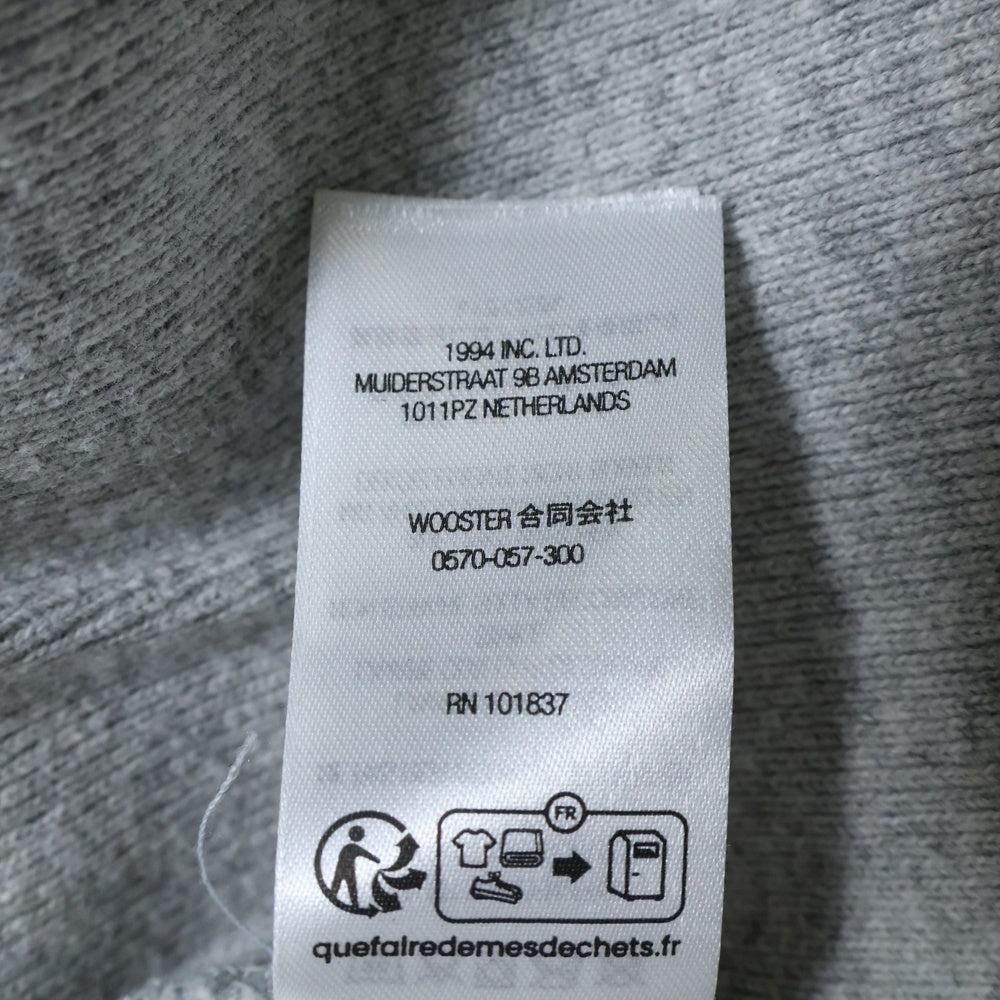 1994 INC. LTD.
MUIDERSTRAAT 9B AMSTERDAM
1011PZ NETHERLANDS
WOOSTER 合同会社
0570-057-300
RN 101837
FR
quefairedemesdechets.fr